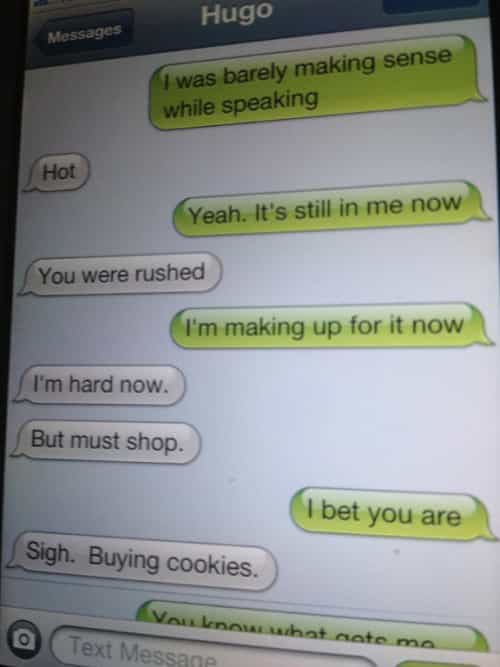 Hugo
Messages
I was barely making sense
while speaking
Hot
Yeah. It's still in me now
You were rushed
I'm making up for it now
I'm hard now.
But must shop.
I bet you are
Sigh. Buying cookies.
You know what gets me
Text Message